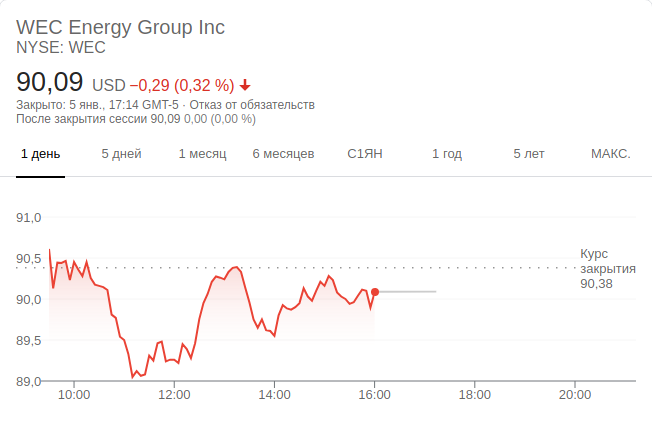 WEC Energy Group Inc
NYSE: WEC
90,09 USD −0,29 (0,32 %)
Закрыто: 5 янв., 17:14 GMT-5 · Отказ от обязательств
После закрытия сессии 90,09 0,00 (0,00 %)
1 день 5 дней 1 месяц 6 месяцев С1ЯН 1 год 5 лет МАКС.
91,0
90,5
90,0
89,5
89,0
Курс
закрытия
90,38
10:00 12:00 14:00 16:00 18:00 20:00